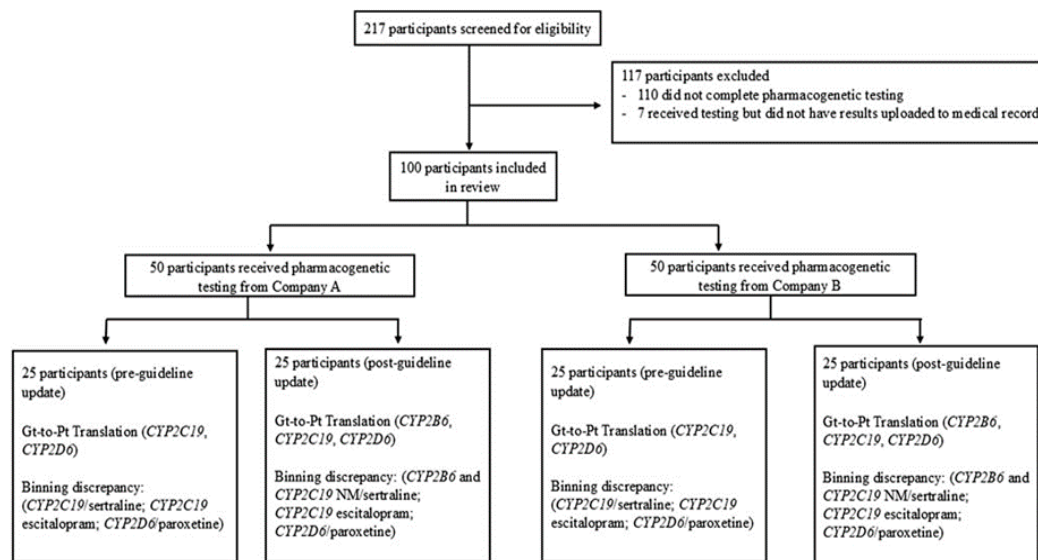 217 participants screened for eligibility
117 participants excluded
- 110 did not complete pharmacogenetic testing
- 7 received testing but did not have results uploaded to medical record
100 participants included
in review
50 participants received pharmacogenetic
testing from Company A
50 participants received pharmacogenetic
testing from Company B
25 participants (pre-guideline
update)
Gt-to-Pt Translation (CYP2C19,
CYP2D6)
Binning discrepancy:
(CYP2C19/sertraline; CYP2C19
escitalopram; CYP2D6/paroxetine)
25 participants (post-guideline
update)
Gt-to-Pt Translation (CYP2B6,
CYP2C19, CYP2D6)
Binning discrepancy: (CYP2B6 and
CYP2C19 NM/sertraline;
CYP2C19 escitalopram;
CYP2D6/paroxetine)
25 participants (pre-guideline
update)
Gt-to-Pt Translation (CYP2C19,
CYP2D6)
Binning discrepancy:
(CYP2C19/sertraline; CYP2C19
escitalopram; CYP2D6/paroxetine)
25 participants (post-guideline
update)
Gt-to-Pt Translation (CYP2B6,
CYP2C19, CYP2D6)
Binning discrepancy: (CYP2B6 and
CYP2C19 NM/sertraline;
CYP2C19 escitalopram;
CYP2D6/paroxetine)